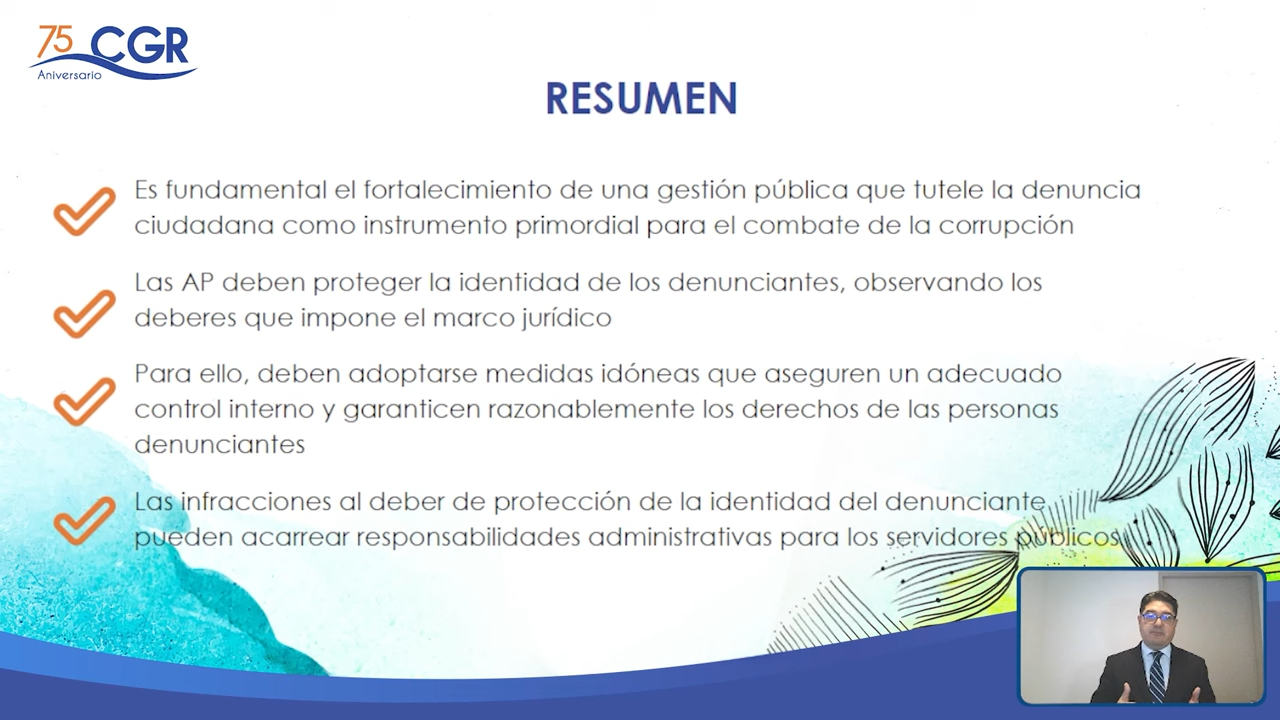 75 CGR
Aniversario
RESUMEN
Es fundamental el fortalecimiento de una gestión pública que tutele la denuncia
ciudadana como instrumento primordial para el combate de la corrupción
Las AP deben proteger la identidad de los denunciantes, observando los
deberes que impone el marco jurídico
Para ello, deben adoptarse medidas idóneas que aseguren un adecuado
control interno y garanticen razonablemente los derechos de las personas
denunciantes
Las infracciones al deber de protección de la identidad del denunciante
pueden acarrear responsabilidades administrativas para los servidores públicos